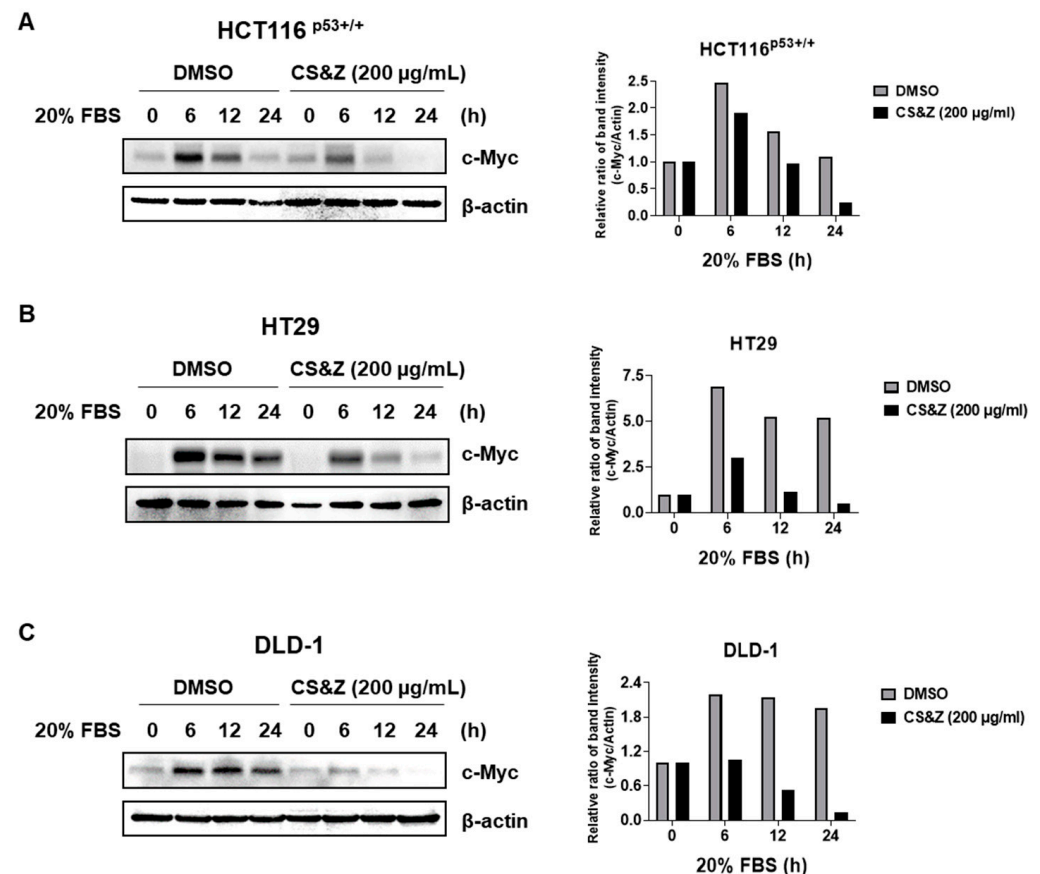 A
HCT116 p53+/+
DMSO CS&Z (200 µg/mL)
20% FBS 0 6 12 24 0 6 12 24 (h)
c-Myc
β-actin
HCT116p53+/+
Relative ratio of band intensity
(c-Myc/Actin)
2.5
2.0
1.5
1.0
0.5
0.0
0 6 12 24
20% FBS (h)
DMSO
CS&Z (200 µg/ml)
B
HT29
DMSO CS&Z (200 µg/mL)
20% FBS 0 6 12 24 0 6 12 24 (h)
c-Myc
β-actin
HT29
Relative ratio of band Intensity
(c-Myc/Actin)
7.5
5.0
2.5
0.0
0 6 12 24
20% FBS (h)
DMSO
CS&Z (200 µg/ml)
C
DLD-1
DMSO CS&Z (200 µg/mL)
20% FBS 0 6 12 24 0 6 12 24 (h)
c-Myc
β-actin
DLD-1
Relative ratio of band Intensity
(c-Myc/Actin)
2.4
1.8
1.2
0.6
0.0
0 6 12 24
20% FBS (h)
DMSO
CS&Z (200 µg/ml)